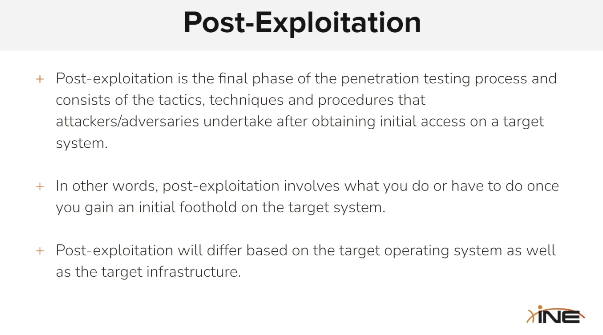 Post-Exploitation
+ Post-exploitation is the final phase of the penetration testing process and
consists of the tactics, techniques and procedures that
attackers/adversaries undertake after obtaining initial access on a target
system.
+ In other words, post-exploitation involves what you do or have to do once
you gain an initial foothold on the target system.
+ Post-exploitation will differ based on the target operating system as well
as the target infrastructure.
INE